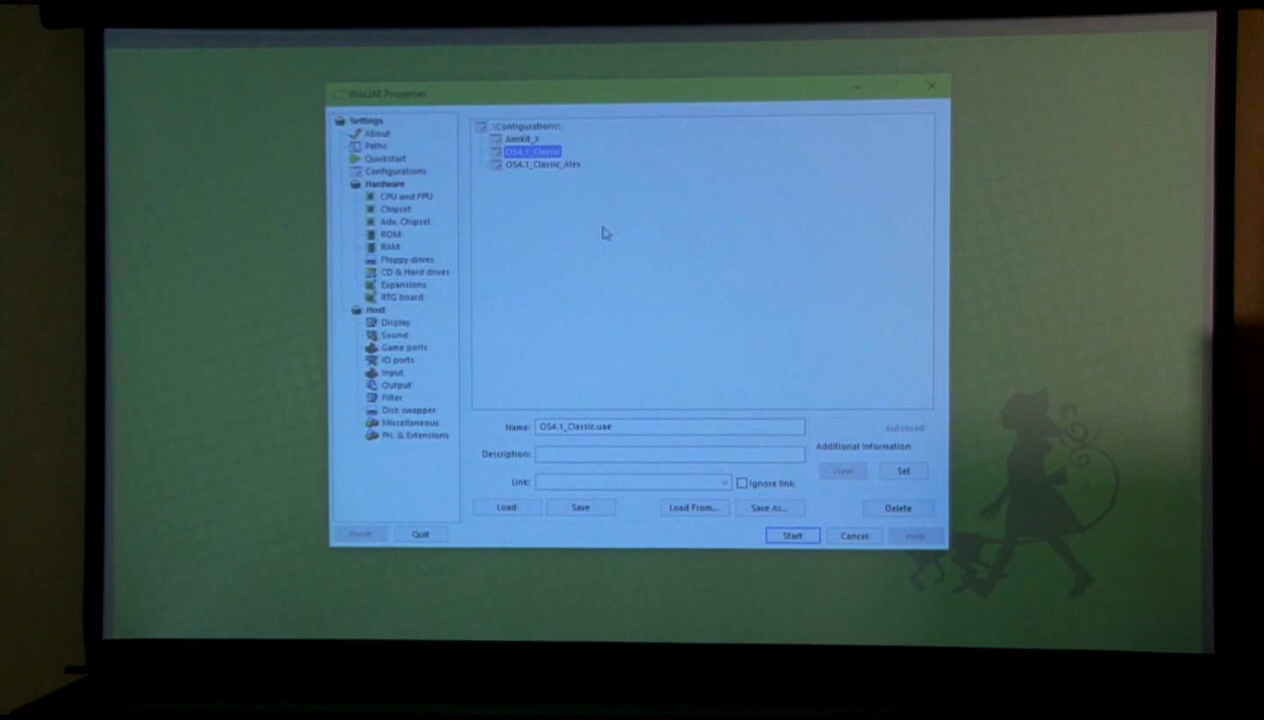 WinUAE Properties
Settings
About
Paths
Quickstart
Configurations
Hardware
CPU and FPU
Chipset
Adv. Chipset
ROM
RAM
Floppy drives
CD & Hard drives
Expansions
RTG board
Host
Display
Sound
Game ports
IO ports
Input
Output
Filter
Disk swapper
Miscellaneous
Pri. & Extensions
Reset
Quit
.\Configurations\
AmiKit_X
OS4.1_Classic
OS4.1_Classic_Alex
Name: OS4.1_Classic.uae
Autoload
Additional Information
Description:
View
Set
Link:
Ignore link
Load
Save
Load From...
Save As...
Delete
Start
Cancel
Help